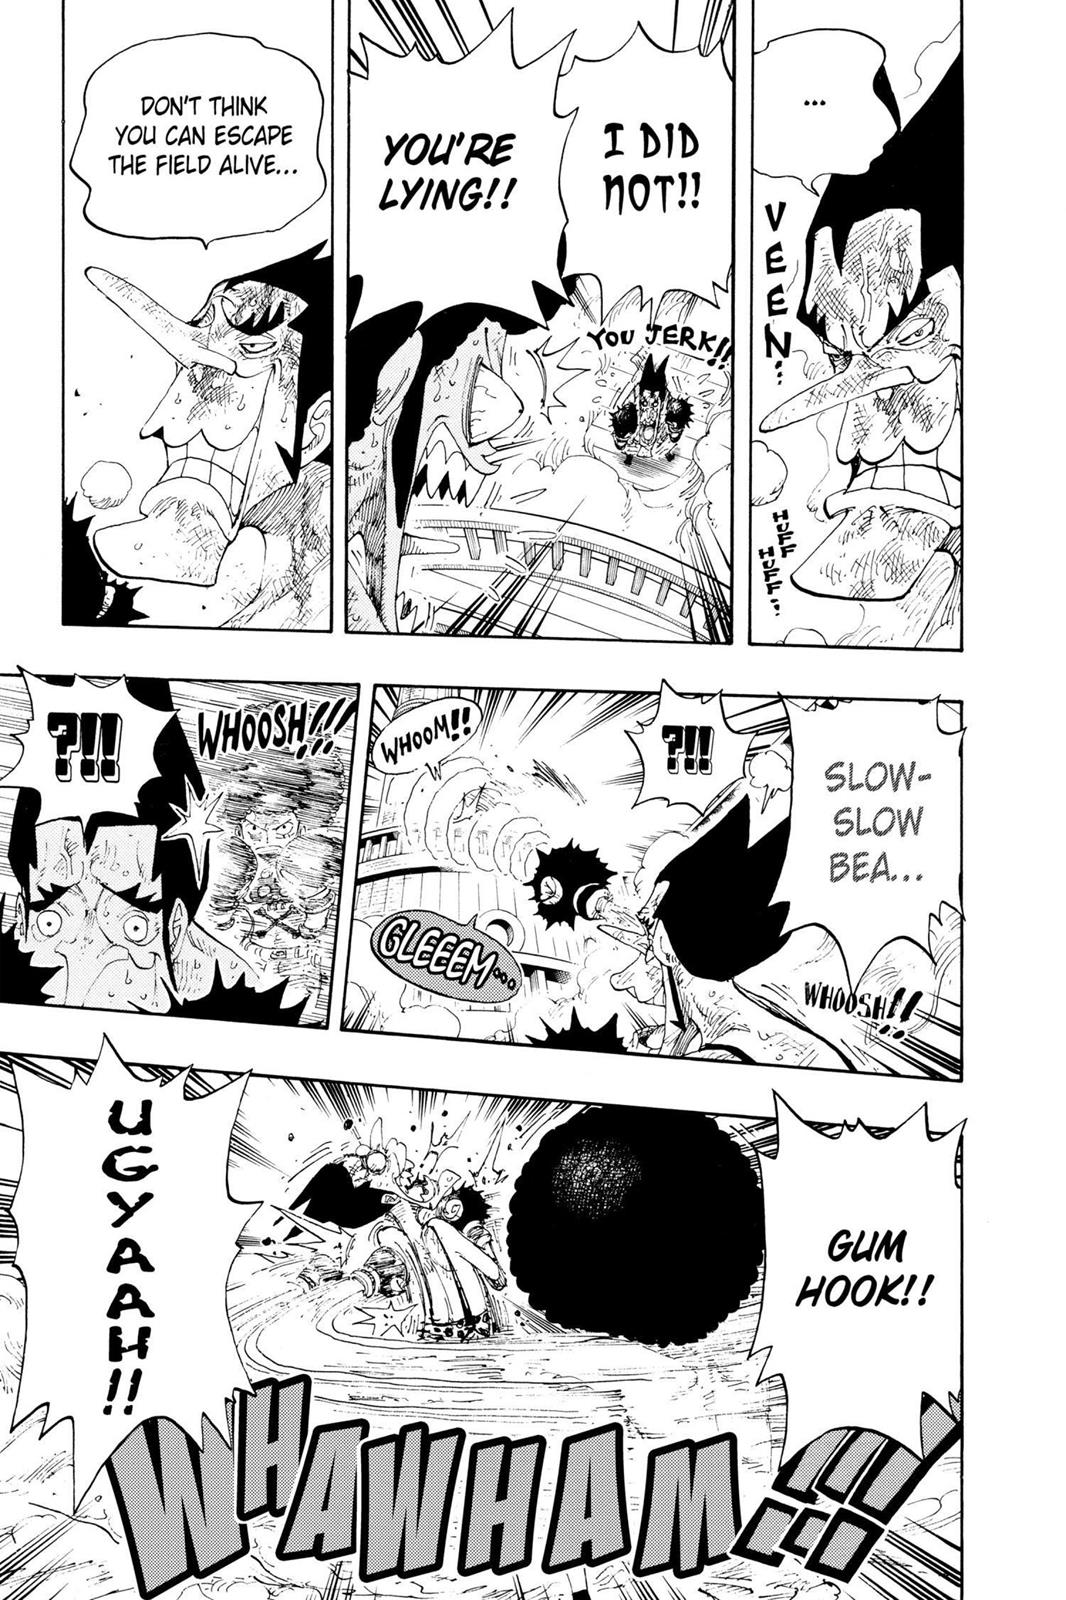 ...
VEEN...
HUFF
HUFF...
I DID
NOT!!
YOU JERK!!
YOU'RE
LYING!!
DON'T THINK
YOU CAN ESCAPE
THE FIELD ALIVE...
SLOW-
SLOW
BEA...
WHOOSH!!
?!!
WHOOM!!
GLEEEM...
WHOOSH!!!
?!!
GUM
HOOK!!
UGYAAH!!
WHAWHAM!!!